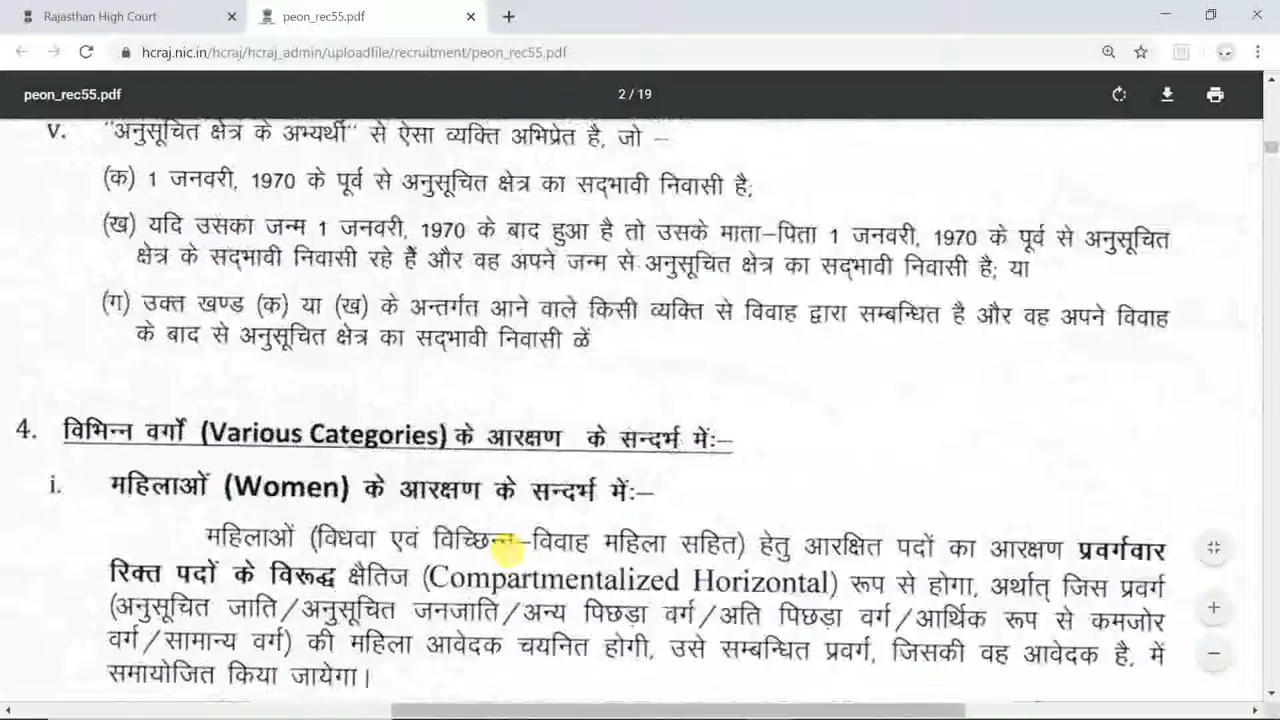 Rajasthan High Court
peon_rec55.pdf
hcraj.nic.in/hcraj/hcraj_admin/uploadfile/recruitment/peon_rec55.pdf
peon_rec55.pdf
2 / 19
v. "अनुसूचित क्षेत्र के अभ्यर्थी" से ऐसा व्यक्ति अभिप्रेत है, जो –
(क) 1 जनवरी, 1970 के पूर्व से अनुसूचित क्षेत्र का सद्भावी निवासी है;
(ख) यदि उसका जन्म 1 जनवरी, 1970 के बाद हुआ है तो उसके माता–पिता 1 जनवरी, 1970 के पूर्व से अनुसूचित
क्षेत्र के सद्भावी निवासी रहे हैं और वह अपने जन्म से अनुसूचित क्षेत्र का सद्भावी निवासी है; या
(ग) उक्त खण्ड (क) या (ख) के अन्तर्गत आने वाले किसी व्यक्ति से विवाह द्वारा सम्बन्धित है और वह अपने विवाह
के बाद से अनुसूचित क्षेत्र का सद्भावी निवासी ळें
4. विभिन्न वर्गों (Various Categories) के आरक्षण के सन्दर्भ में:–
i. महिलाओं (Women) के आरक्षण के सन्दर्भ में:–
महिलाओं (विधवा एवं विच्छिन्न–विवाह महिला सहित) हेतु आरक्षित पदों का आरक्षण प्रवर्गवार
रिक्त पदों के विरूद्ध क्षैतिज (Compartmentalized Horizontal) रूप से होगा, अर्थात् जिस प्रवर्ग
(अनुसूचित जाति/अनुसूचित जनजाति/अन्य पिछड़ा वर्ग/अति पिछड़ा वर्ग/आर्थिक रूप से कमजोर
वर्ग/सामान्य वर्ग) की महिला आवेदक चयनित होगी, उसे सम्बन्धित प्रवर्ग, जिसकी वह आवेदक है, में
समायोजित किया जायेगा।